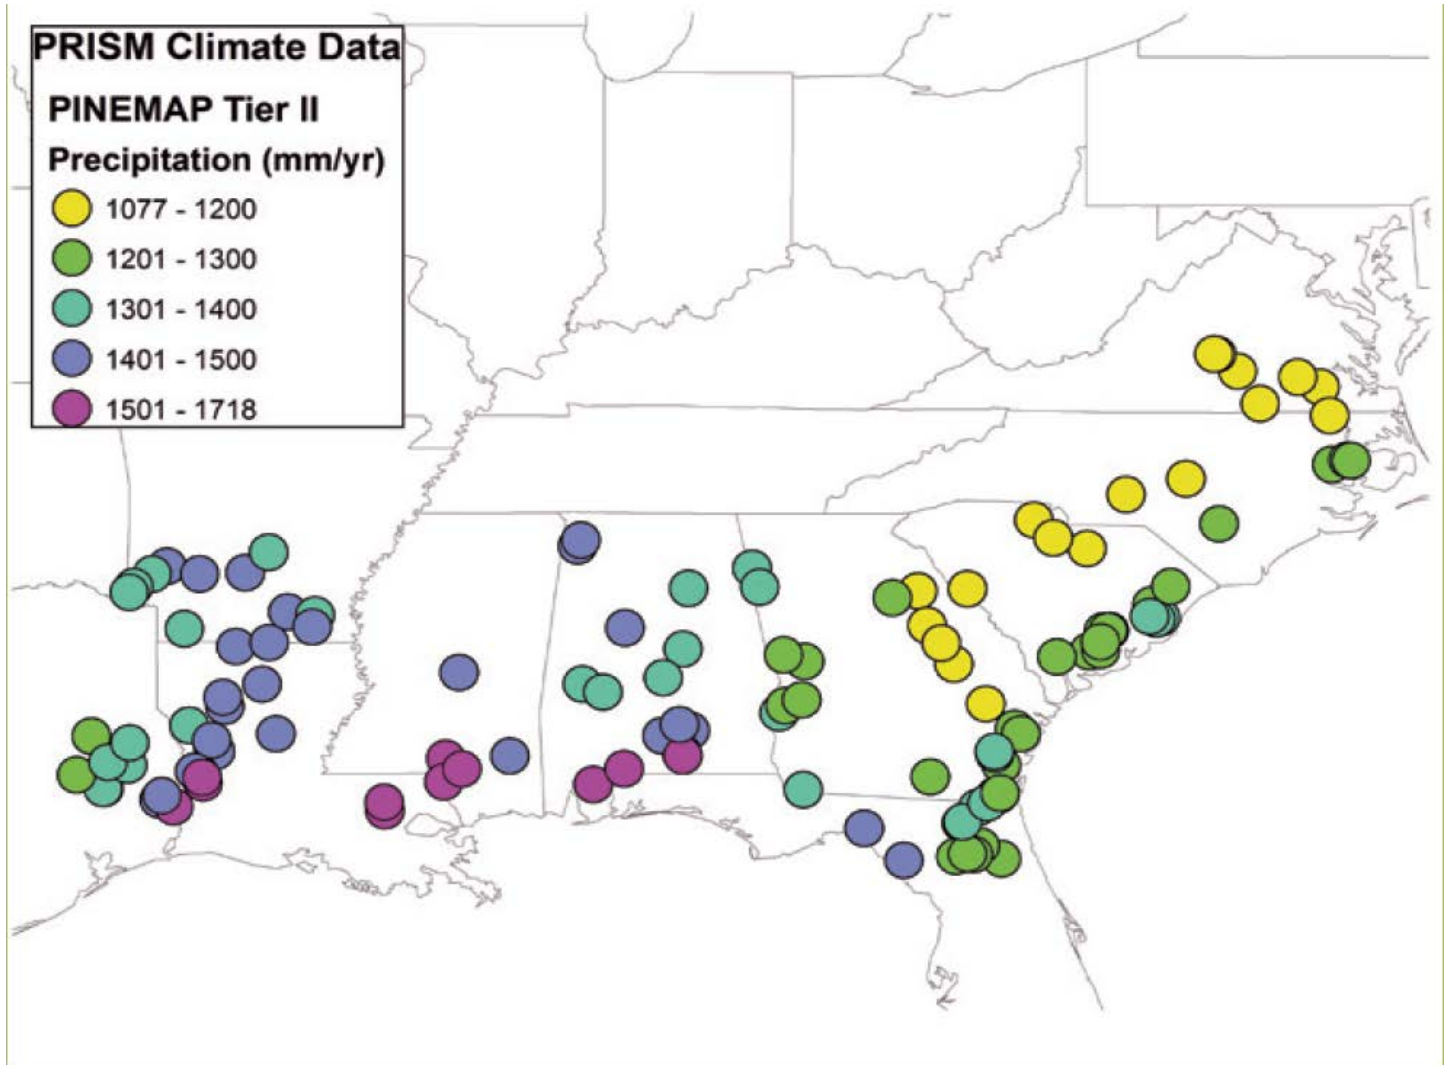 PRISM Climate Data
PINEMAP Tier II
Precipitation (mm/yr)
1077 - 1200
1201 - 1300
1301 - 1400
1401 - 1500
1501 - 1718